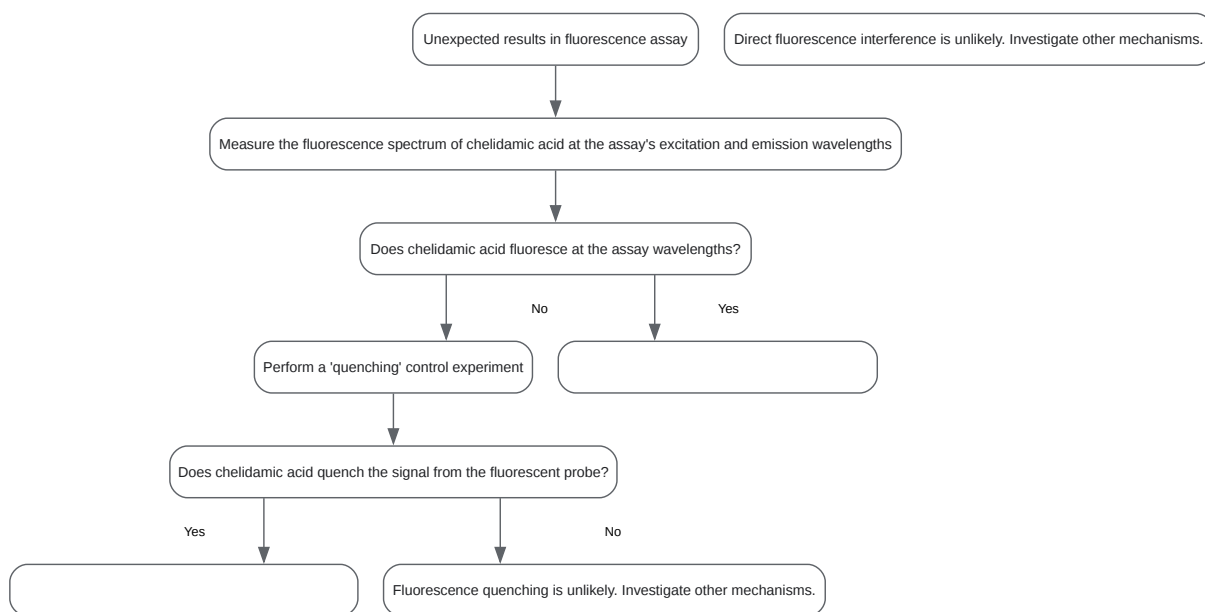 Unexpected results in fluorescence assay
Direct fluorescence interference is unlikely. Investigate other mechanisms.
Measure the fluorescence spectrum of chelidamic acid at the assay's excitation and emission wavelengths
Does chelidamic acid fluoresce at the assay wavelengths?
No
Yes
Perform a 'quenching' control experiment
Does chelidamic acid quench the signal from the fluorescent probe?
Yes
No
Fluorescence quenching is unlikely. Investigate other mechanisms.